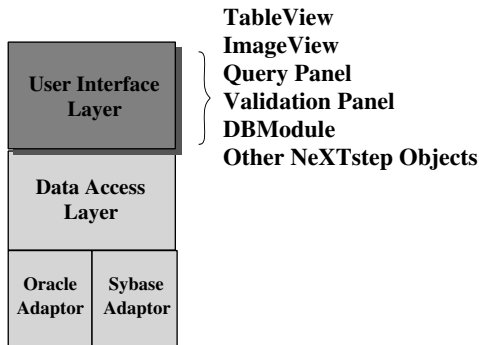 TableView
ImageView
Query Panel
Validation Panel
DBModule
Other NeXTstep Objects
User Interface
Layer
Data Access
Layer
Oracle
Adaptor
Sybase
Adaptor